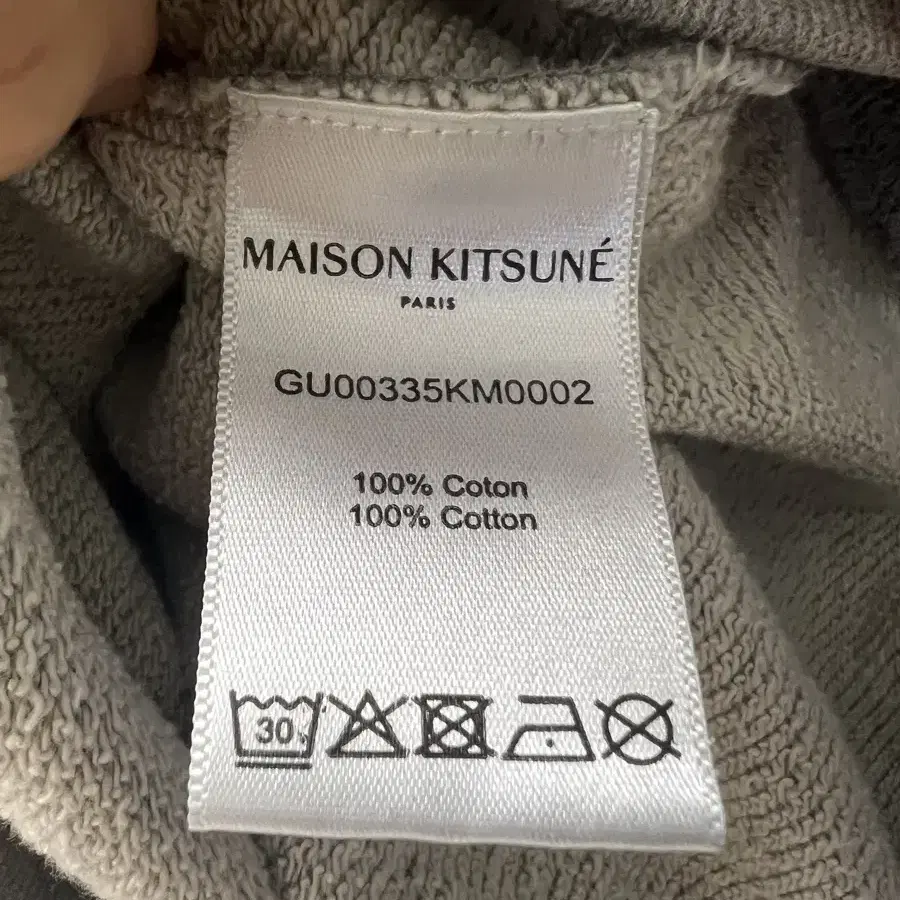 MAISON KITSUNÉ
PARIS
GU00335KM0002
100% Coton
100% Cotton
30